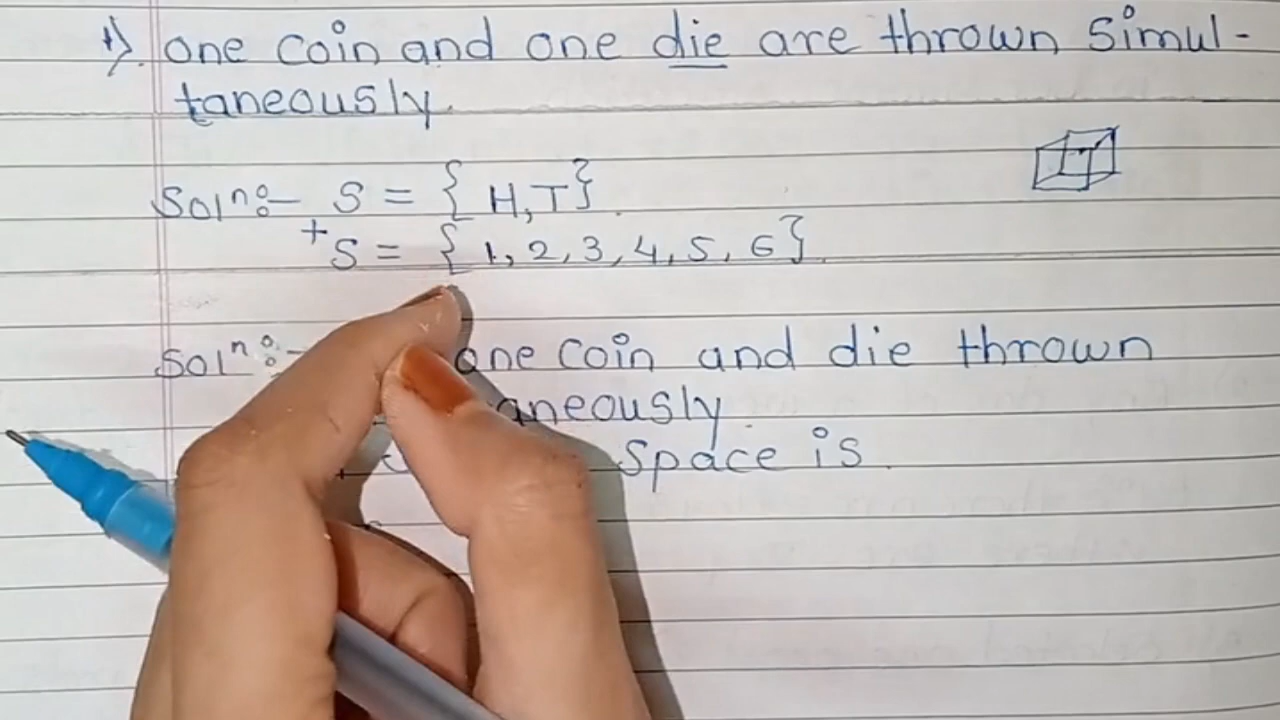 1). one coin and one die are thrown simul-
taneously.
Solⁿ:- S = { H,T}.
+S = { 1, 2, 3, 4, 5, 6}.
Solⁿ:- one coin and die thrown
aneously.
space is.